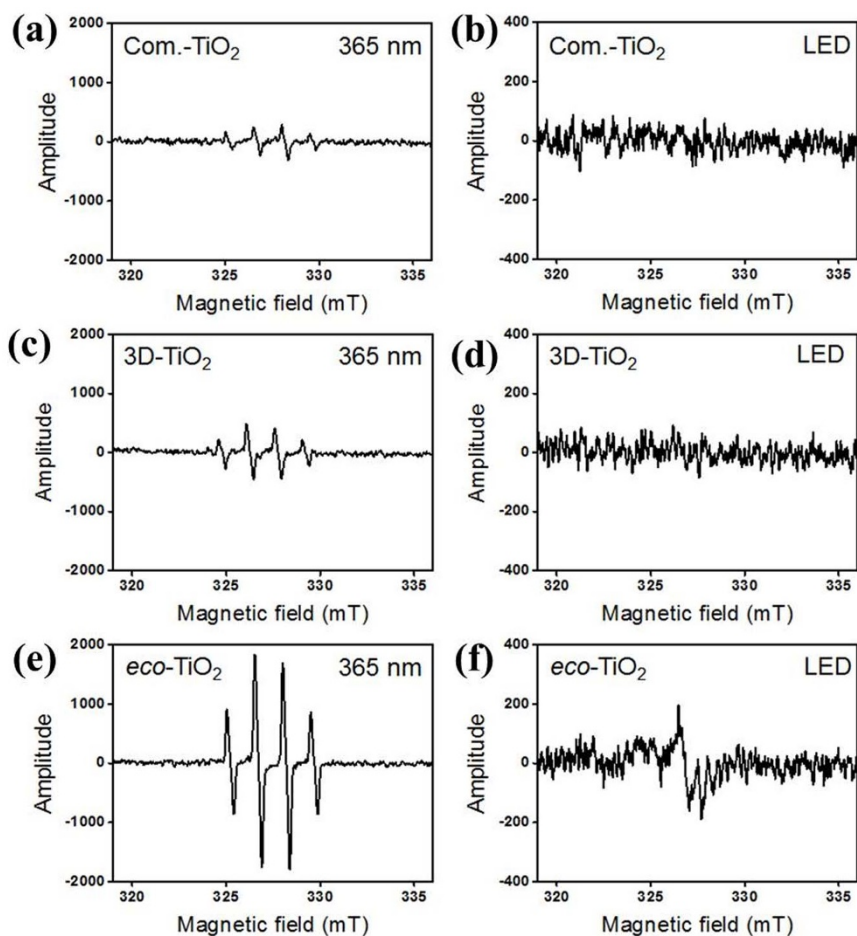 (a)
2000
1000
0
-1000
-2000
Amplitude
Com.-TiO2 365 nm
320 325 330 335
Magnetic field (mT)
(b)
400
200
0
-200
-400
Amplitude
Com.-TiO2 LED
320 325 330 335
Magnetic field (mT)
(c)
2000
1000
0
-1000
-2000
Amplitude
3D-TiO2 365 nm
320 325 330 335
Magnetic field (mT)
(d)
400
200
0
-200
-400
Amplitude
3D-TiO2 LED
320 325 330 335
Magnetic field (mT)
(e)
2000
1000
0
-1000
-2000
Amplitude
eco-TiO2 365 nm
320 325 330 335
Magnetic field (mT)
(f)
400
200
0
-200
-400
Amplitude
eco-TiO2 LED
320 325 330 335
Magnetic field (mT)